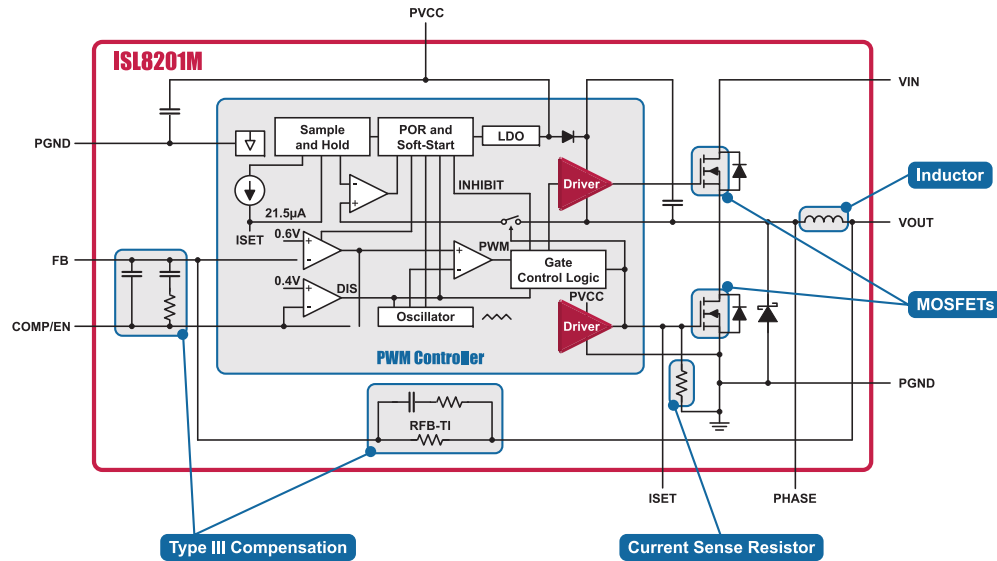 PVCC
ISL8201M
VIN
PGND
Sample and Hold
POR and Soft-Start
LDO
Driver
INHIBIT
Inductor
21.5µA
ISET
VOUT
0.6V
FB
PWM
Gate Control Logic
0.4V
DIS
PVCC
MOSFETs
COMP/EN
Oscillator
Driver
PWM Controller
PGND
RFB-TI
ISET
PHASE
Type III Compensation
Current Sense Resistor